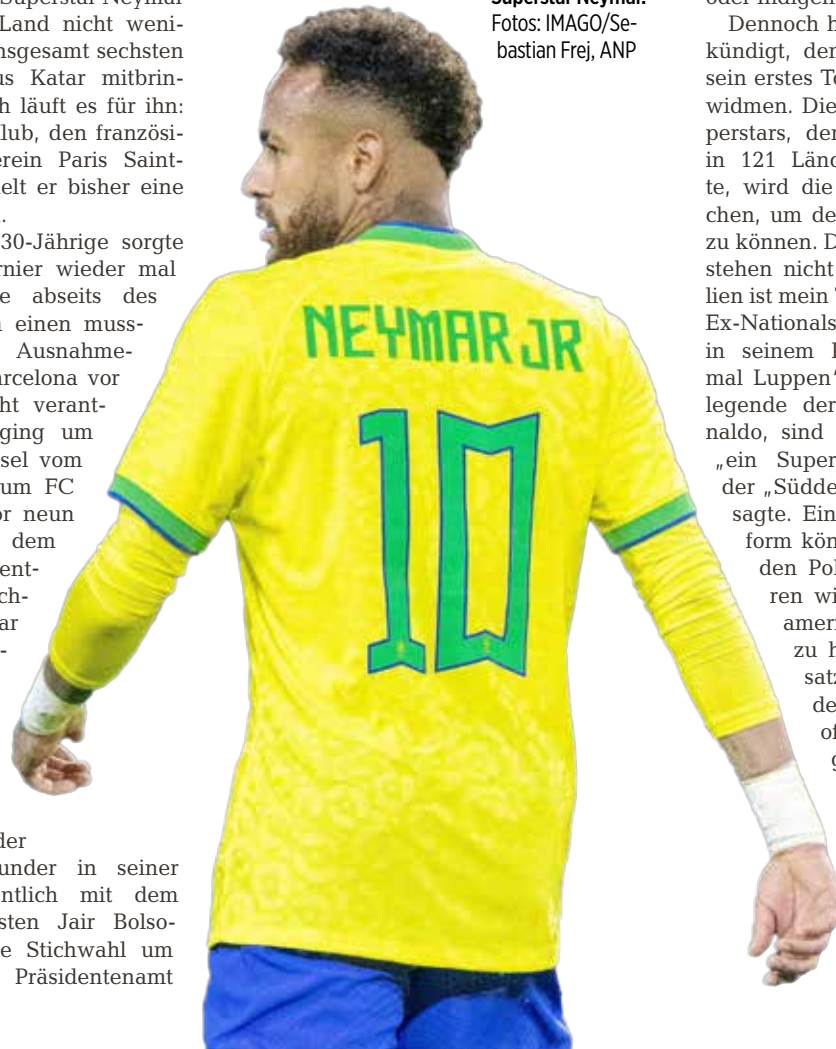 Superstar Neymar
Land nicht weni-
nsgesamt sechsten
us Katar mitbrin-
h läuft es für ihn:
lub, den französi-
erein Paris Saint-
elt er bisher eine
30-Jährige sorgte
rnier wieder mal
e abseits des
einen muss-
Ausnahme-
arcelona vor
ht verant-
ging um
sel vom
um FC
or neun
dem
ent-
ch-
ar
-
der
under in seiner
ntlich mit dem
sten Jair Bolso-
e Stichwahl um
Präsidentenamt
Superstar Neymar.
Fotos: IMAGO/Se-
bastian Frej, ANP
NEYMAR JR
10
oder Indigen
Dennoch h
kündigt, der
sein erstes To
widmen. Die
perstars, der
in 121 Länd
te, wird die
chen, um de
zu können. D
stehen nicht
lien ist mein
Ex-Nationals
in seinem
mal Luppen“
legende der
naldo, sind
„ein Super
der „Südde
sagte. Ein
form kön
den Pol
ren wi
amer
zu h
satz
de
of
g